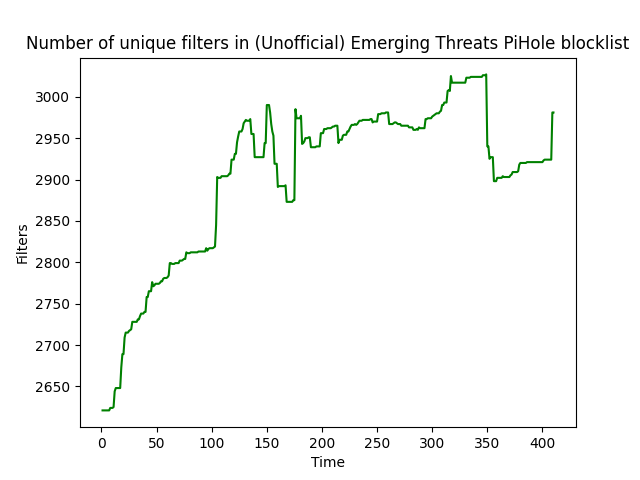 Number of unique filters in (Unofficial) Emerging Threats PiHole blocklist
3000
2950
2900
2850
2800
2750
2700
2650
Filters
0 50 100 150 200 250 300 350 400
Time